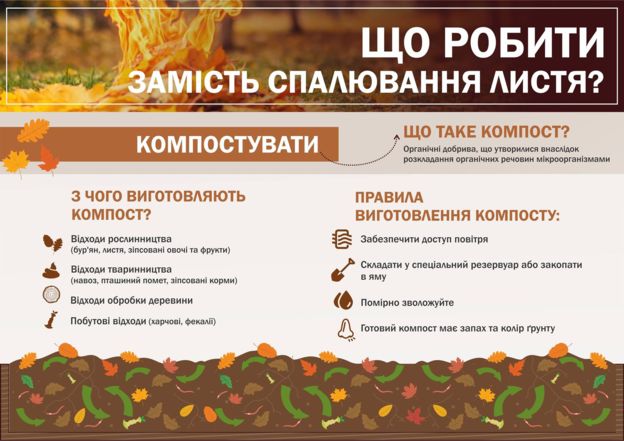 ЩО РОБИТИ
ЗАМІСТЬ СПАЛЮВАННЯ ЛИСТЯ?
КОМПОСТУВАТИ
ЩО ТАКЕ КОМПОСТ?
Органічні добрива, що утворилися внаслідок
розкладання органічних речовин мікроорганізмами
З ЧОГО ВИГОТОВЛЯЮТЬ
КОМПОСТ?
Відходи рослинництва
(бур'ян, листя, зіпсовані овочі та фрукти)
Відходи тваринництва
(навоз, пташиний помет, зіпсовані корми)
Відходи обробки деревини
Побутові відходи (харчові, фекалії)
ПРАВИЛА
ВИГОТОВЛЕННЯ КОМПОСТУ:
Забезпечити доступ повітря
Складати у спеціальний резервуар або закопати
в яму
Помірно зволожуйте
Готовий компост має запах та колір ґрунту